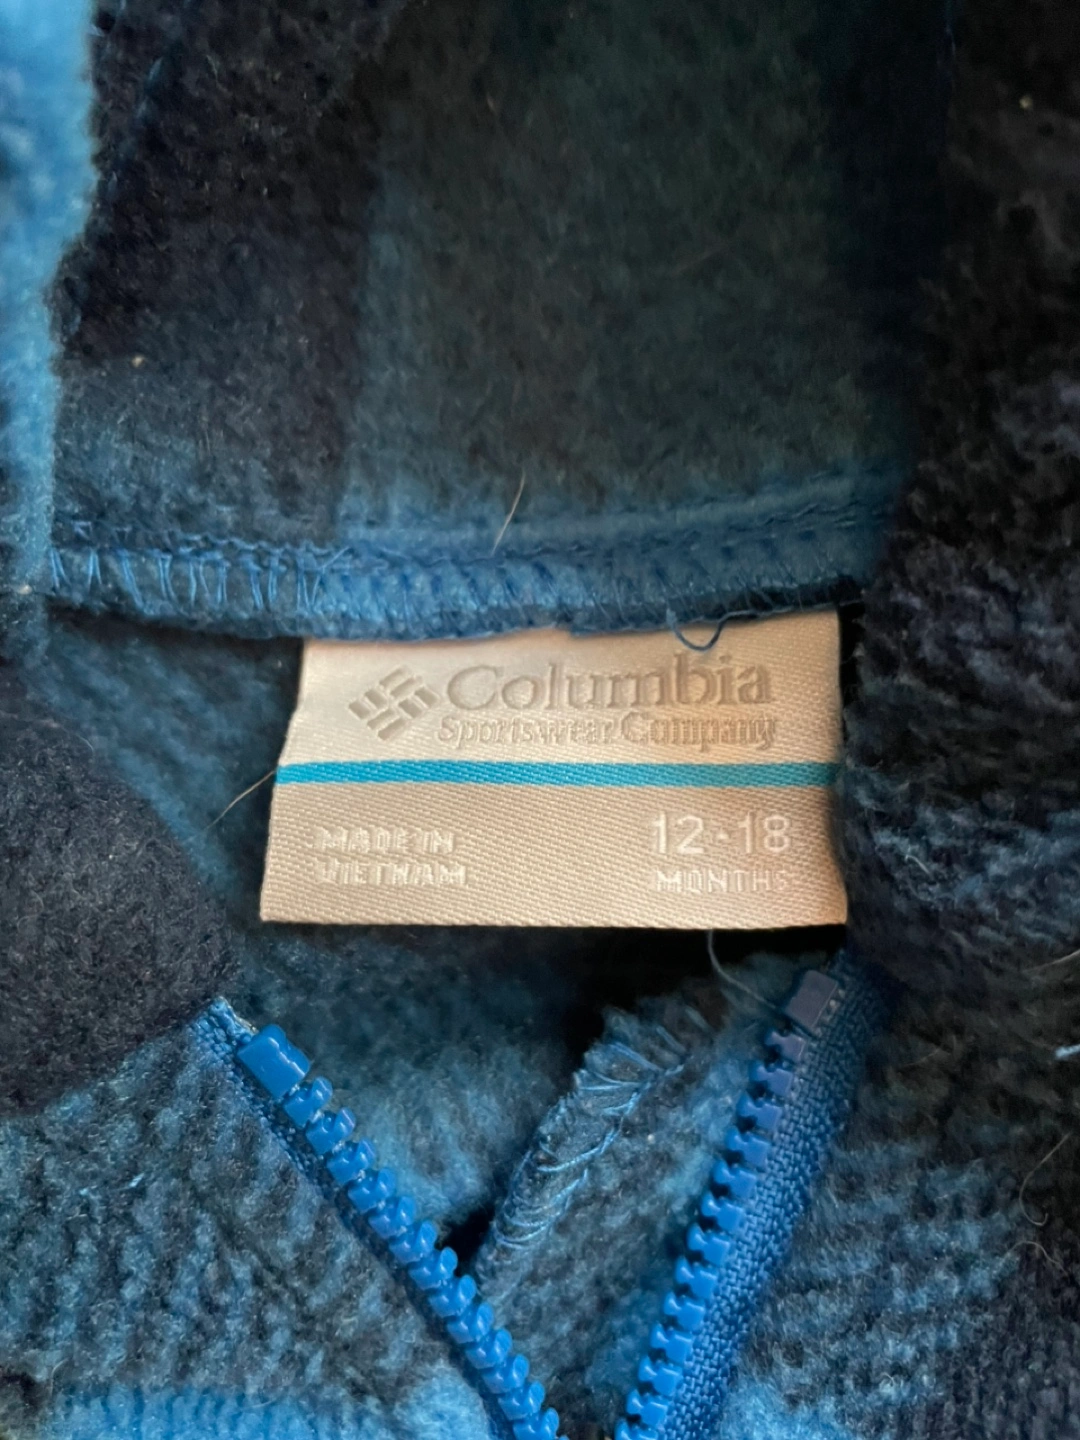 Columbia
Sportswear Company
MADE IN
VIETNAM
12-18
MONTHS